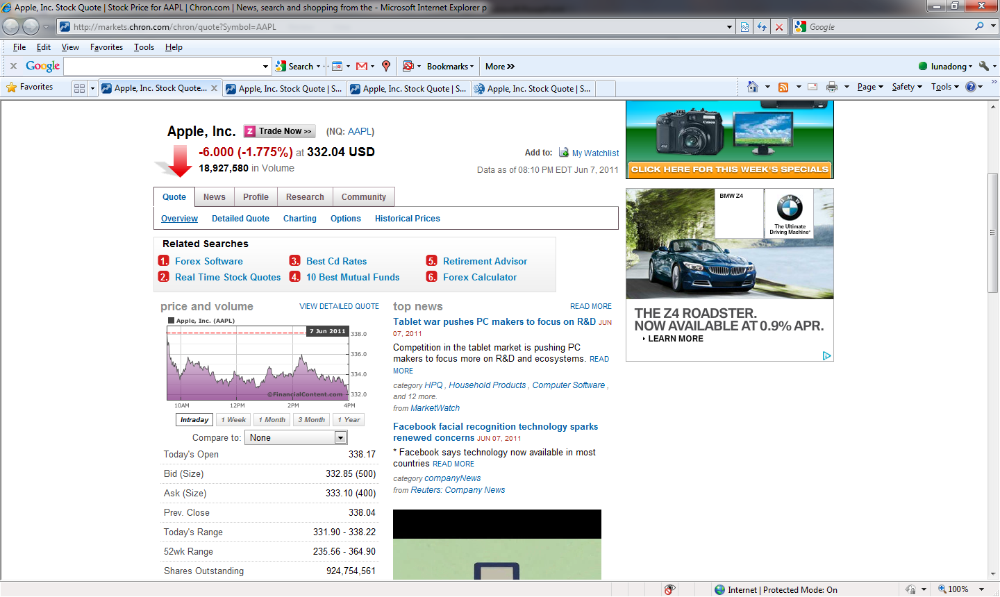 Apple, Inc. Stock Quote | Stock Price for AAPL | Chron.com | News, search and shopping from the - Microsoft Internet Explorer p
http://markets.chron.com/chron/quote?Symbol=AAPL
Google
File Edit View Favorites Tools Help
x Google Search Bookmarks More >> lunadong
Favorites Apple, Inc. Stock Quote... x Apple, Inc. Stock Quote | S... Apple, Inc. Stock Quote | S... Apple, Inc. Stock Quote | S... Page Safety Tools
Apple, Inc. Z Trade Now >> (NQ: AAPL)
-6.000 (-1.775%) at 332.04 USD
18,927,580 in Volume
Add to: My Watchlist
Data as of 08:10 PM EDT Jun 7, 2011
Quote News Profile Research Community
Overview Detailed Quote Charting Options Historical Prices
Related Searches
1. Forex Software 3. Best Cd Rates 5. Retirement Advisor
2. Real Time Stock Quotes 4. 10 Best Mutual Funds 6. Forex Calculator
price and volume VIEW DETAILED QUOTE
Apple, Inc. (AAPL)
7 Jun 2011
338.0
336.0
334.0
332.0
©FinancialContent.com
10AM 12PM 2PM 4PM
Intraday 1 Week 1 Month 3 Month 1 Year
Compare to: None
Today's Open 338.17
Bid (Size) 332.85 (500)
Ask (Size) 333.10 (400)
Prev. Close 338.04
Today's Range 331.90 - 338.22
52wk Range 235.56 - 364.90
Shares Outstanding 924,754,561
top news READ MORE
Tablet war pushes PC makers to focus on R&D JUN
07, 2011
Competition in the tablet market is pushing PC
makers to focus more on R&D and ecosystems. READ
MORE
category HPQ , Household Products , Computer Software ,
and 12 more.
from MarketWatch
Facebook facial recognition technology sparks
renewed concerns JUN 07, 2011
* Facebook says technology now available in most
countries READ MORE
category companyNews
from Reuters: Company News
Canon
CLICK HERE FOR THIS WEEK'S SPECIALS
BMW Z4
BMW
The Ultimate
Driving Machine®
THE Z4 ROADSTER.
NOW AVAILABLE AT 0.9% APR.
LEARN MORE
Internet | Protected Mode: On 100%